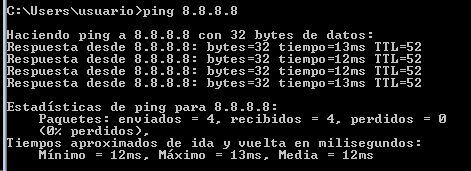 C:\Users\usuario>ping 8.8.8.8
Haciendo ping a 8.8.8.8 con 32 bytes de datos:
Respuesta desde 8.8.8.8: bytes=32 tiempo=13ms TTL=52
Respuesta desde 8.8.8.8: bytes=32 tiempo=12ms TTL=52
Respuesta desde 8.8.8.8: bytes=32 tiempo=12ms TTL=52
Respuesta desde 8.8.8.8: bytes=32 tiempo=13ms TTL=52
Estadísticas de ping para 8.8.8.8:
Paquetes: enviados = 4, recibidos = 4, perdidos = 0
(0% perdidos),
Tiempos aproximados de ida y vuelta en milisegundos:
Mínimo = 12ms, Máximo = 13ms, Media = 12ms